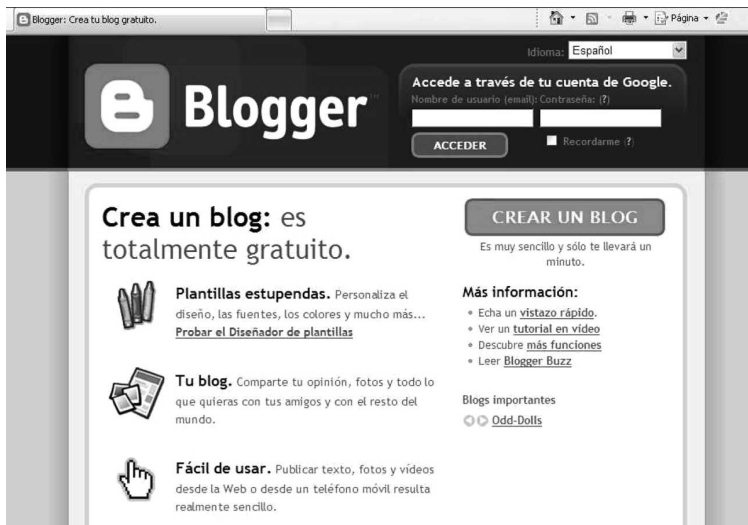 Blogger: Crea tu blog gratuito.
Página
Idioma: Español
Blogger™
Accede a través de tu cuenta de Google.
Nombre de usuario (email): Contraseña: (?)
ACCEDER
Recordarme (?)
Crea un blog: es
totalmente gratuito.
Plantillas estupendas. Personaliza el
diseño, las fuentes, los colores y mucho más...
Probar el Diseñador de plantillas
Tu blog. Comparte tu opinión, fotos y todo lo
que quieras con tus amigos y con el resto del
mundo.
Fácil de usar. Publicar texto, fotos y vídeos
desde la Web o desde un teléfono móvil resulta
realmente sencillo.
CREAR UN BLOG
Es muy sencillo y sólo te llevará un
minuto.
Más información:
Echa un vistazo rápido.
Ver un tutorial en vídeo
Descubre más funciones
Leer Blogger Buzz
Blogs importantes
Odd-Dolls